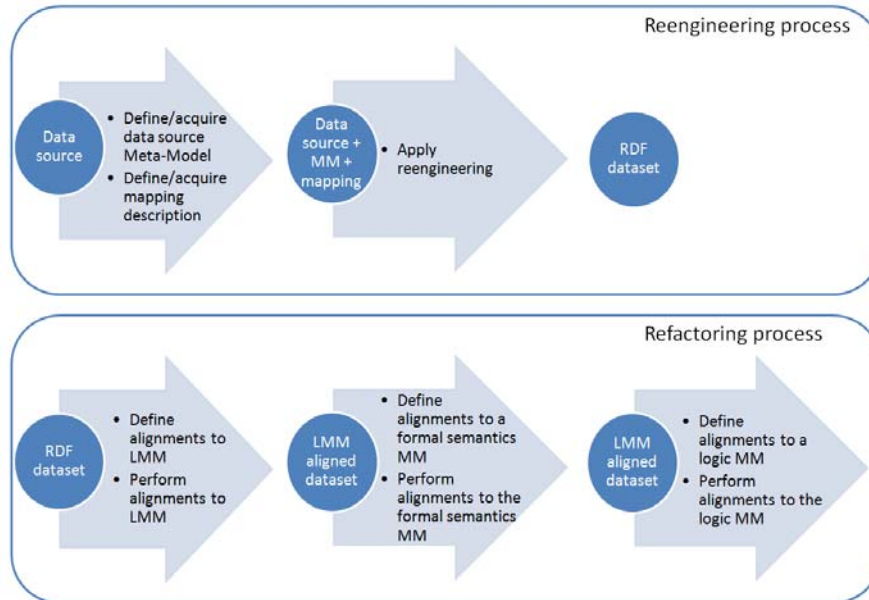 Reengineering process
Data
source
• Define/acquire
data source
Meta-Model
• Define/acquire
mapping
description
Data
source +
MM +
mapping
• Apply
reengineering
RDF
dataset
Refactoring process
RDF
dataset
• Define
alignments to
LMM
• Perform
alignments to
LMM
LMM
aligned
dataset
• Define
alignments to a
formal semantics
MM
• Perform
alignments to the
formal semantics
MM
LMM
aligned
dataset
• Define
alignments to a
logic MM
• Perform
alignments to the
logic MM